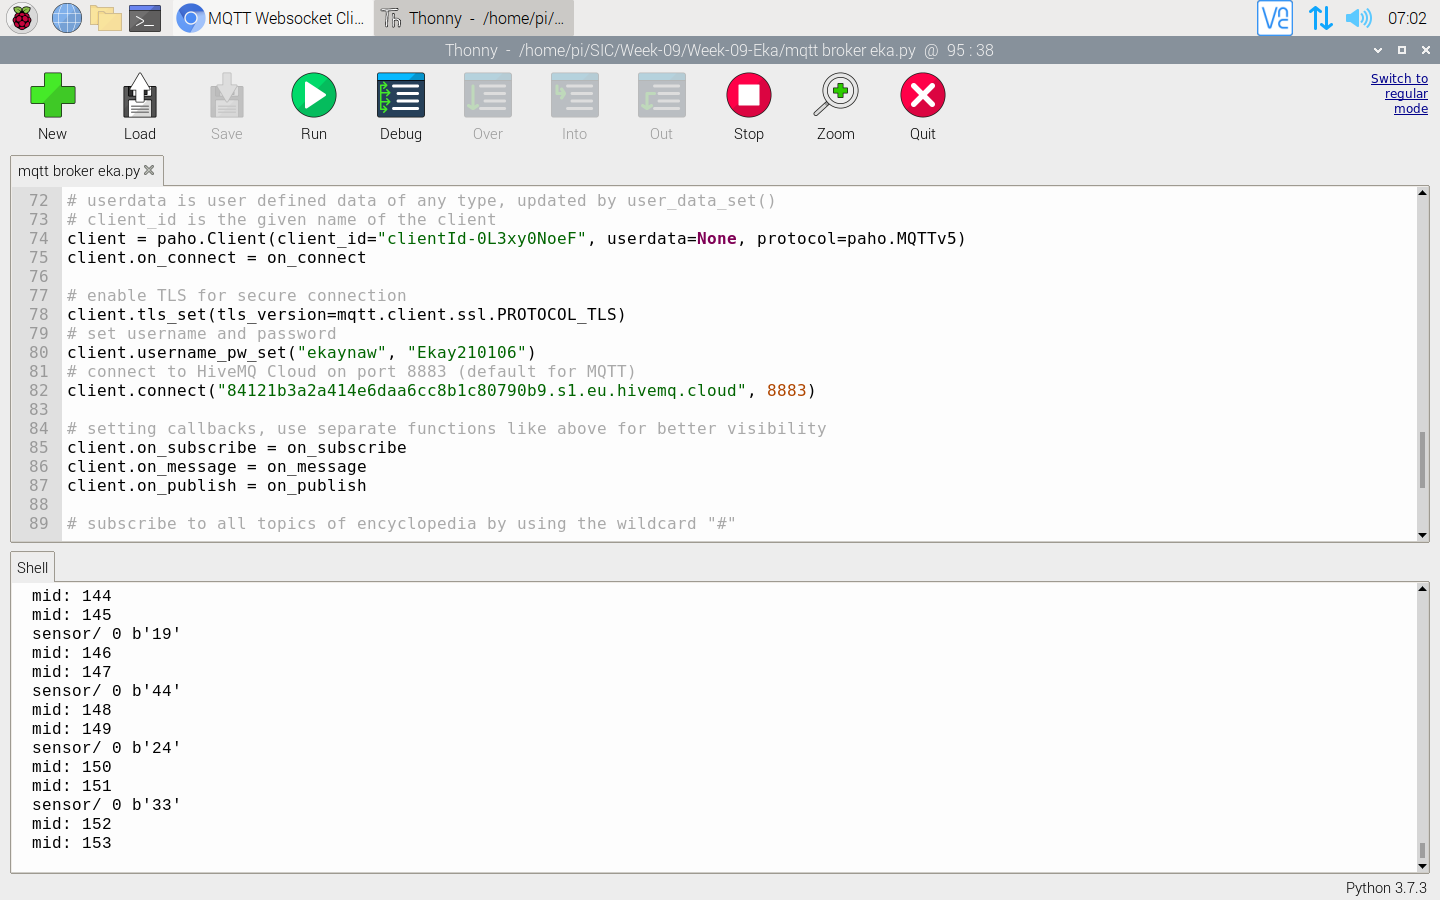 MQTT Websocket Cli...
Thonny - /home/pi/...
07:02
Thonny - /home/pi/SIC/Week-09/Week-09-Eka/mqtt broker eka.py @ 95 : 38
New
Load
Save
Run
Debug
Over
Into
Out
Stop
Zoom
Quit
Switch to
regular
mode
mqtt broker eka.py
72 # userdata is user defined data of any type, updated by user_data_set()
73 # client_id is the given name of the client
74 client = paho.Client(client_id="clientId-0L3xy0NoeF", userdata=None, protocol=paho.MQTTv5)
75 client.on_connect = on_connect
76
77 # enable TLS for secure connection
78 client.tls_set(tls_version=mqtt.client.ssl.PROTOCOL_TLS)
79 # set username and password
80 client.username_pw_set("ekaynaw", "Ekay210106")
81 # connect to HiveMQ Cloud on port 8883 (default for MQTT)
82 client.connect("84121b3a2a414e6daa6cc8b1c80790b9.s1.eu.hivemq.cloud", 8883)
83
84 # setting callbacks, use separate functions like above for better visibility
85 client.on_subscribe = on_subscribe
86 client.on_message = on_message
87 client.on_publish = on_publish
88
89 # subscribe to all topics of encyclopedia by using the wildcard "#"
Shell
mid: 144
mid: 145
sensor/ 0 b'19'
mid: 146
mid: 147
sensor/ 0 b'44'
mid: 148
mid: 149
sensor/ 0 b'24'
mid: 150
mid: 151
sensor/ 0 b'33'
mid: 152
mid: 153
Python 3.7.3